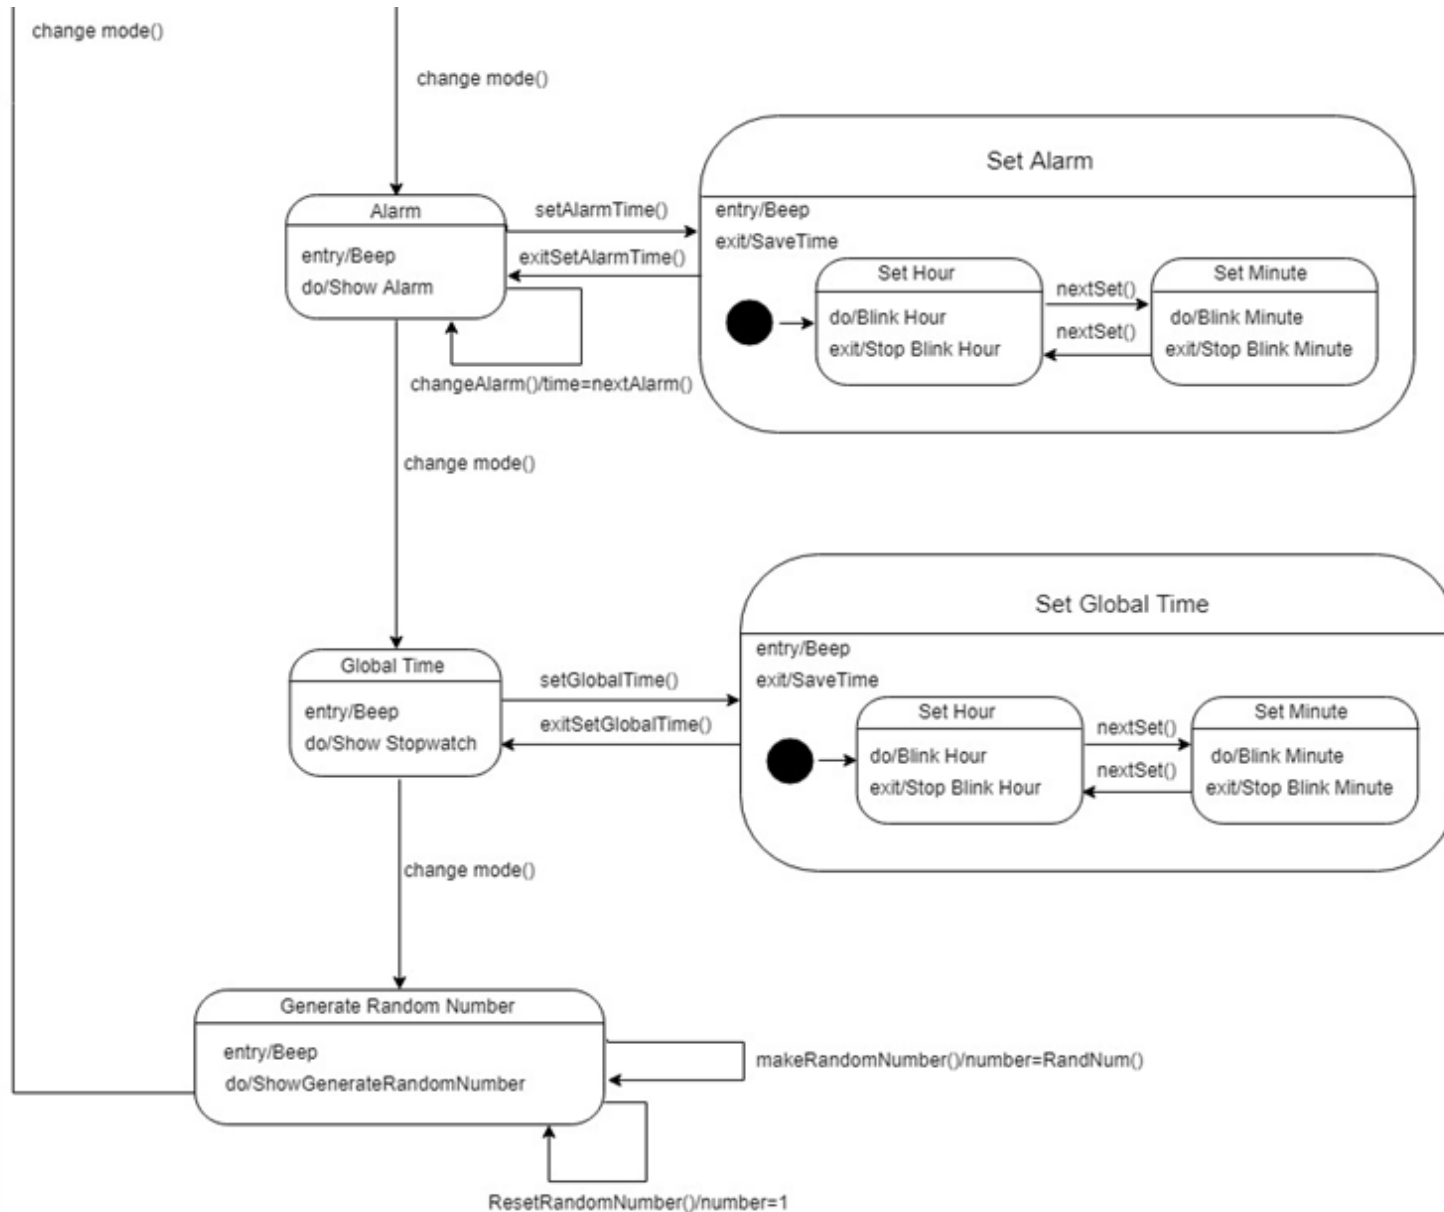 change mode()
change mode()
Set Alarm
Alarm
entry/Beep
do/Show Alarm
setAlarmTime()
exitSetAlarmTime()
changeAlarm()/time=nextAlarm()
entry/Beep
exit/SaveTime
Set Hour
do/Blink Hour
exit/Stop Blink Hour
nextSet()
nextSet()
Set Minute
do/Blink Minute
exit/Stop Blink Minute
change mode()
Set Global Time
Global Time
entry/Beep
do/Show Stopwatch
setGlobalTime()
exitSetGlobalTime()
entry/Beep
exit/SaveTime
Set Hour
do/Blink Hour
exit/Stop Blink Hour
nextSet()
nextSet()
Set Minute
do/Blink Minute
exit/Stop Blink Minute
change mode()
Generate Random Number
entry/Beep
do/ShowGenerateRandomNumber
makeRandomNumber()/number=RandNum()
ResetRandomNumber()/number=1